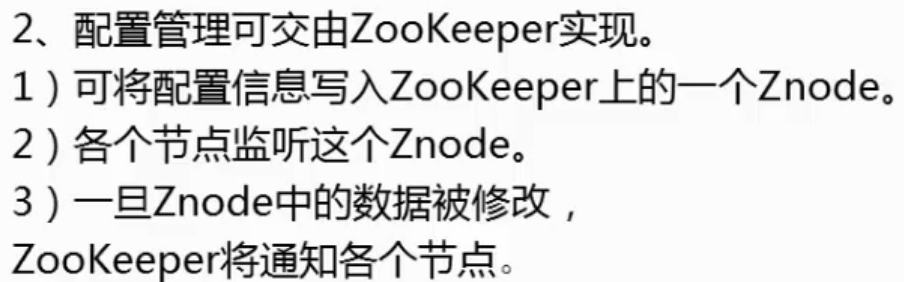 2、配置管理可交由ZooKeeper实现。
1）可将配置信息写入ZooKeeper上的一个Znode。
2）各个节点监听这个Znode。
3）一旦Znode中的数据被修改，
ZooKeeper将通知各个节点。